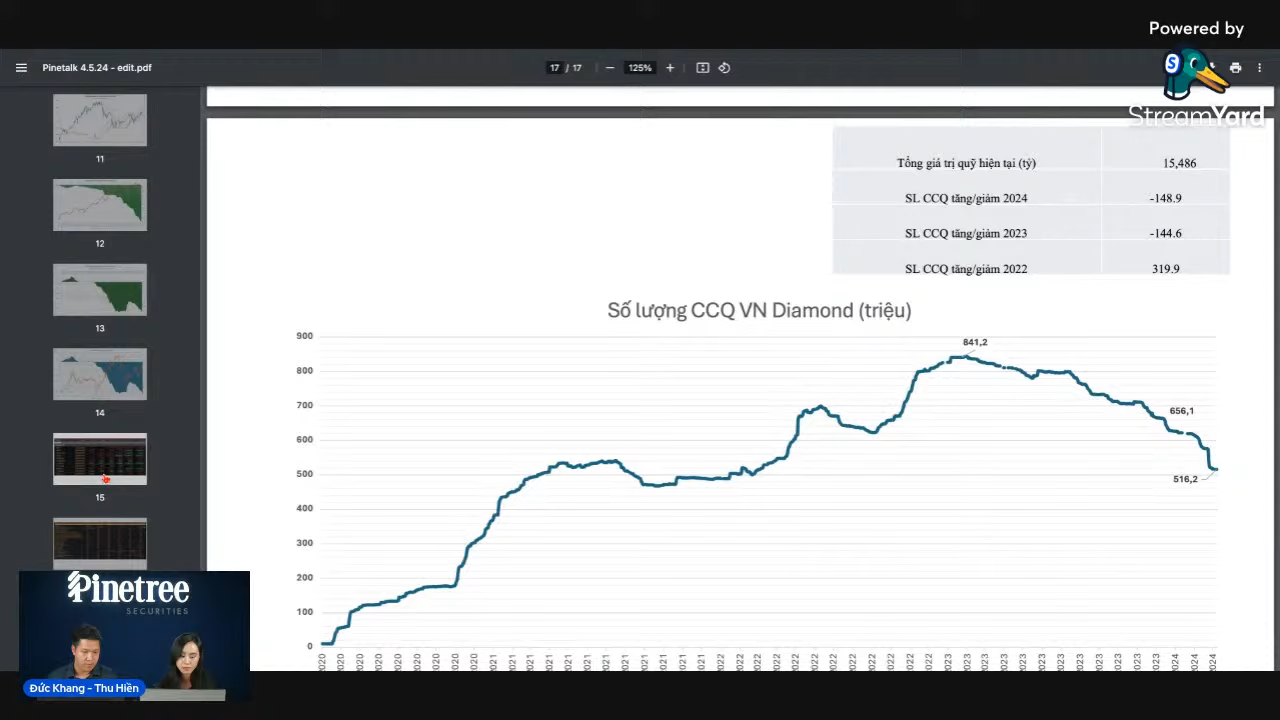 Powered by
StreamYard
Pinetalk 4.5.24 - edit.pdf
17 / 17
125%
11
12
13
14
15
Tổng giá trị quỹ hiện tại (tỷ) 15,486
SL CCQ tăng/giảm 2024 -148.9
SL CCQ tăng/giảm 2023 -144.6
SL CCQ tăng/giảm 2022 319.9
Số lượng CCQ VN Diamond (triệu)
900
800
700
600
500
400
300
200
100
0
841,2
656,1
516,2
Pinetree
SECURITIES
Đức Khang - Thu Hiền